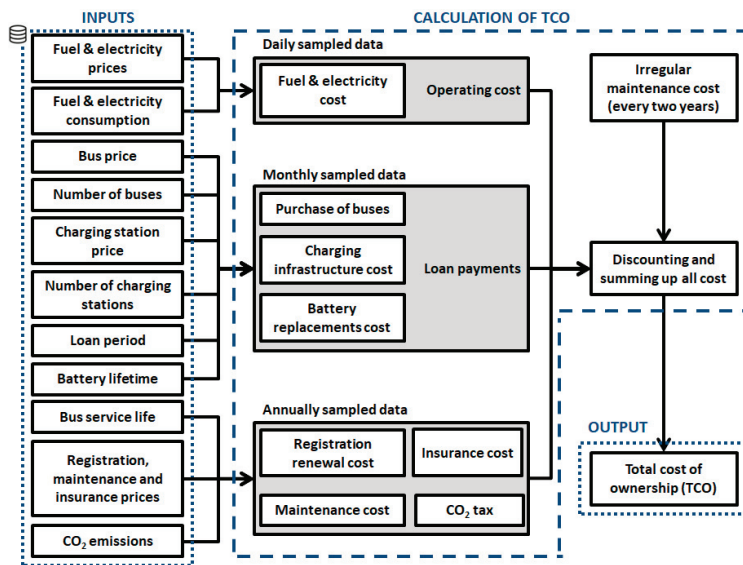 INPUTS
Fuel & electricity
prices
Fuel & electricity
consumption
Bus price
Number of buses
Charging station
price
Number of charging
stations
Loan period
Battery lifetime
Bus service life
Registration,
maintenance and
insurance prices
CO₂ emissions
CALCULATION OF TCO
Daily sampled data
Fuel & electricity
cost
Operating cost
Monthly sampled data
Purchase of buses
Charging
infrastructure cost
Battery
replacements cost
Loan payments
Annually sampled data
Registration
renewal cost
Insurance cost
Maintenance cost
CO₂ tax
Irregular
maintenance cost
(every two years)
Discounting and
summing up all cost
OUTPUT
Total cost of
ownership (TCO)